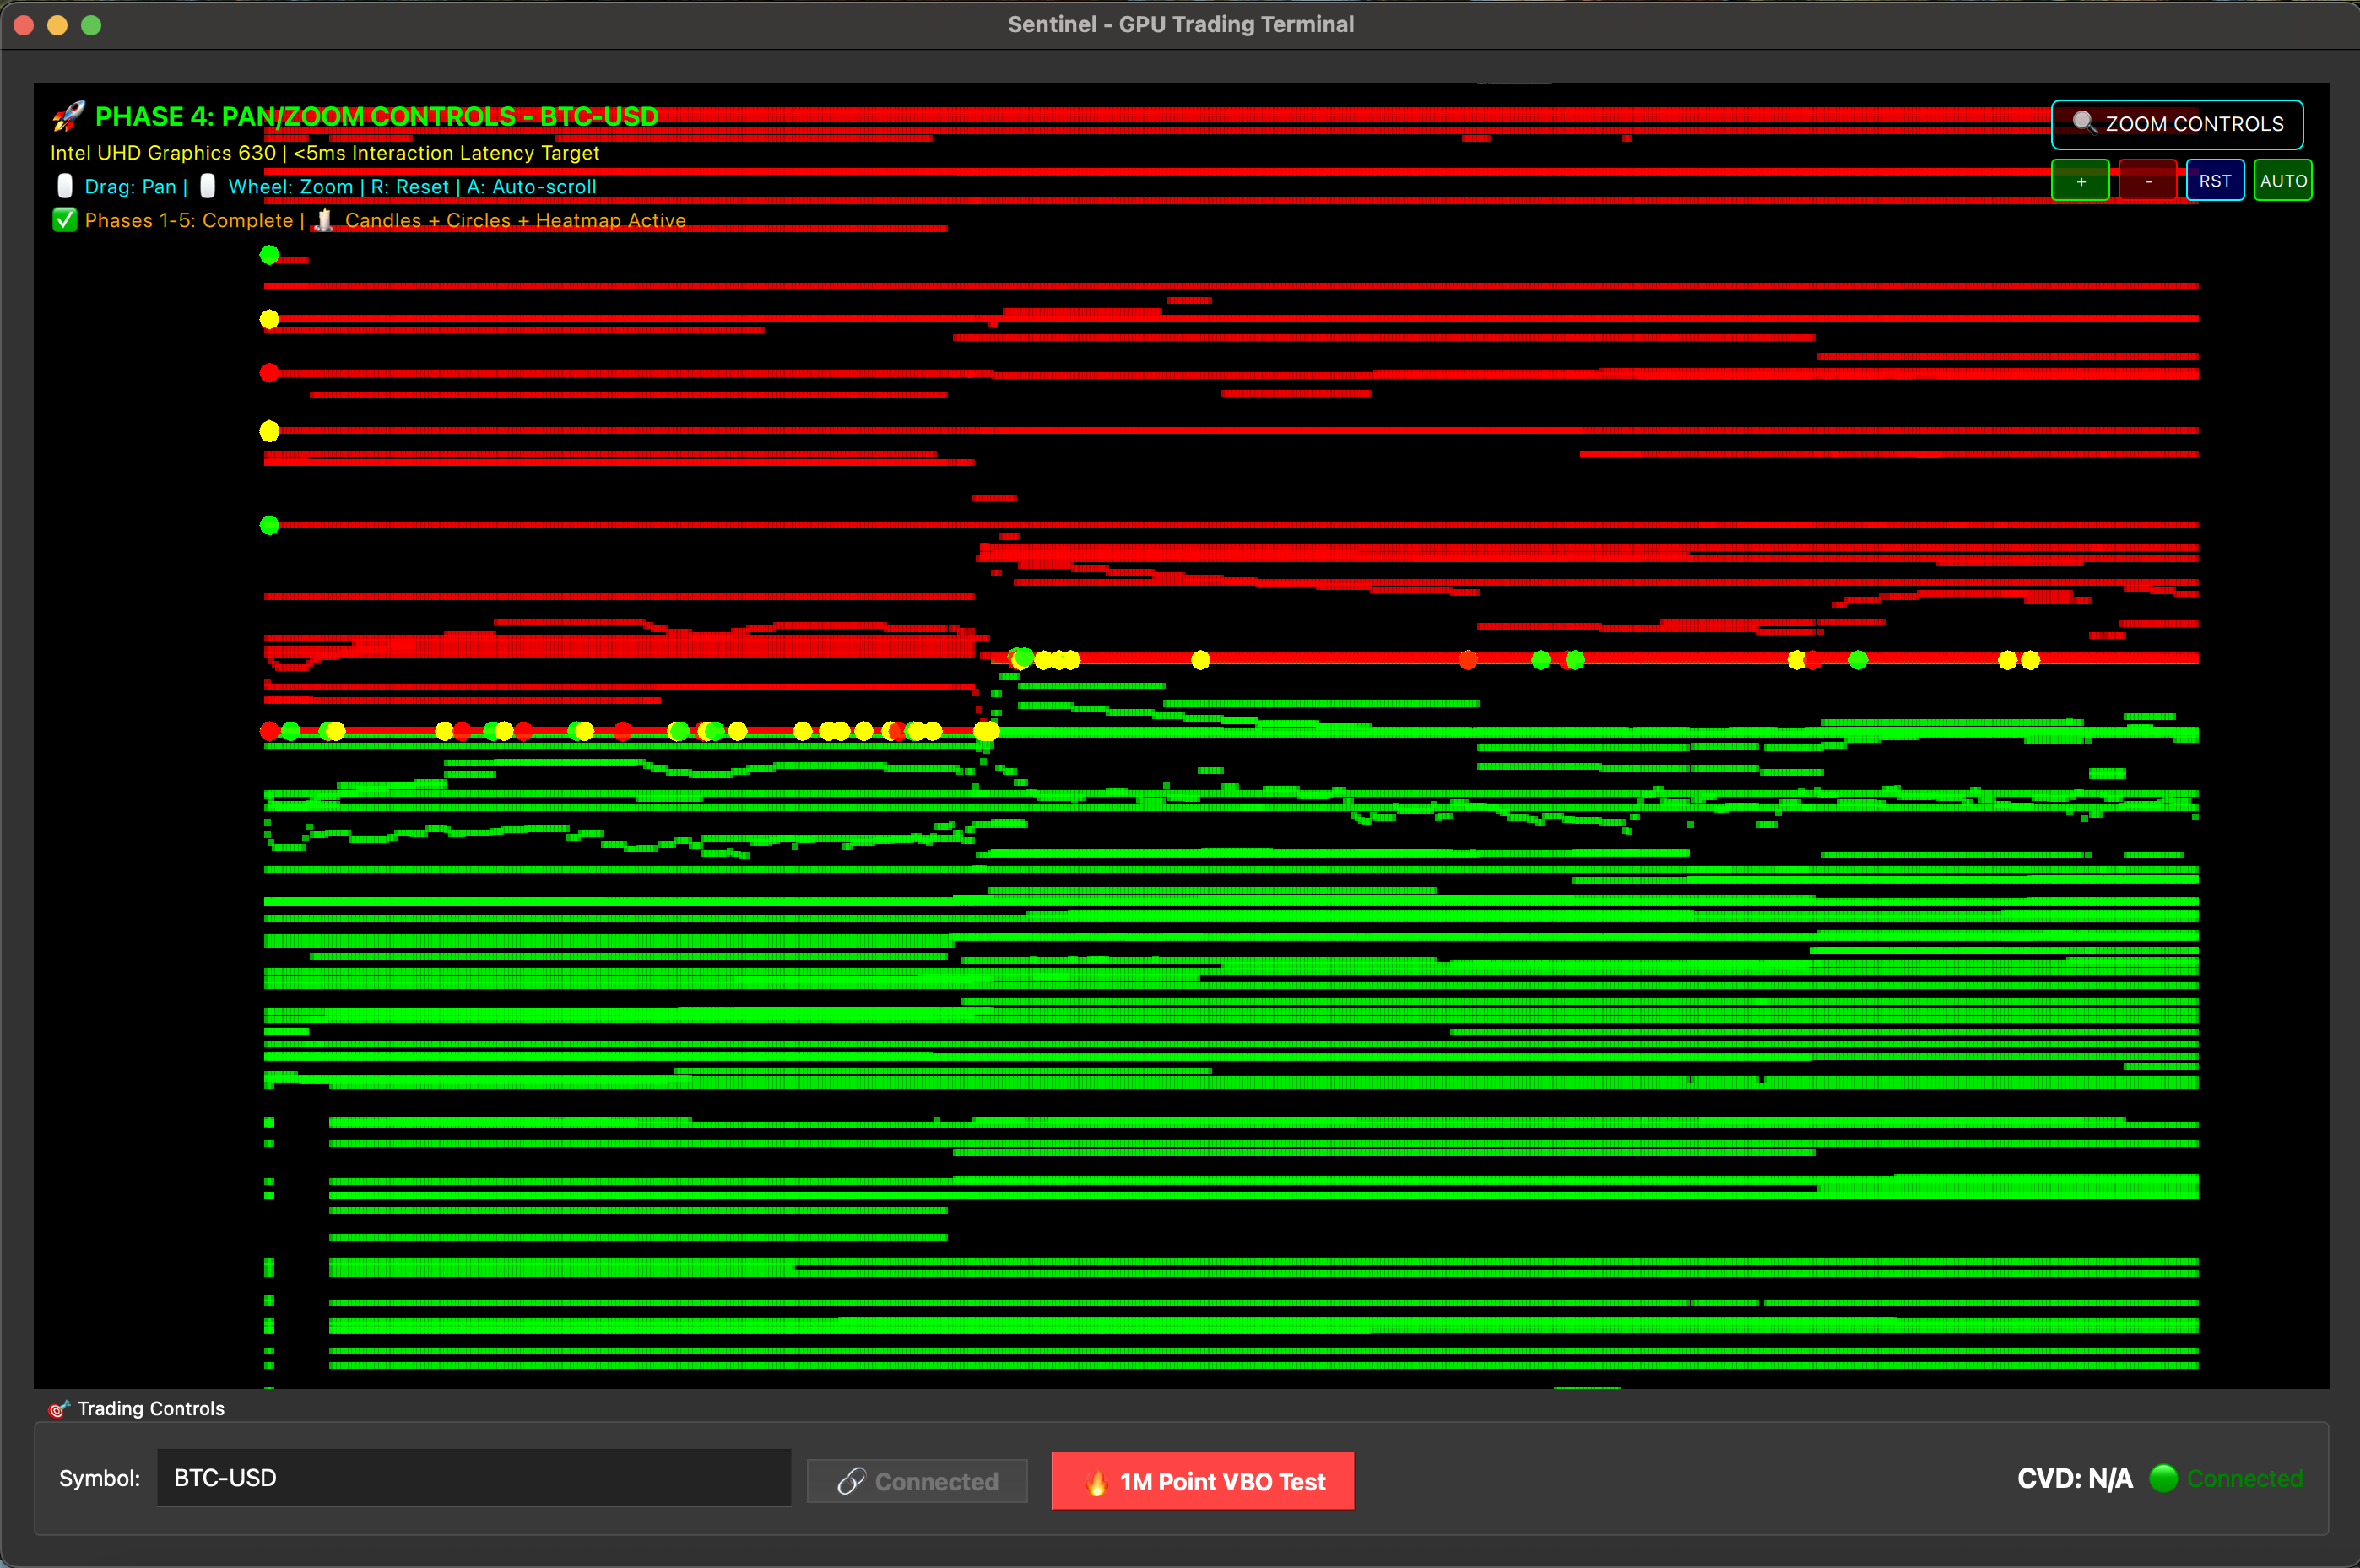 Sentinel - GPU Trading Terminal
🚀 PHASE 4: PAN/ZOOM CONTROLS - BTC-USD
🔍 ZOOM CONTROLS
Intel UHD Graphics 630 | <5ms Interaction Latency Target
+ - RST AUTO
🖱️ Drag: Pan | 🖱️ Wheel: Zoom | R: Reset | A: Auto-scroll
✅ Phases 1-5: Complete | 🕯️ Candles + Circles + Heatmap Active
🎯 Trading Controls
Symbol: BTC-USD 🔗 Connected 🔥 1M Point VBO Test CVD: N/A 🟢 Connected